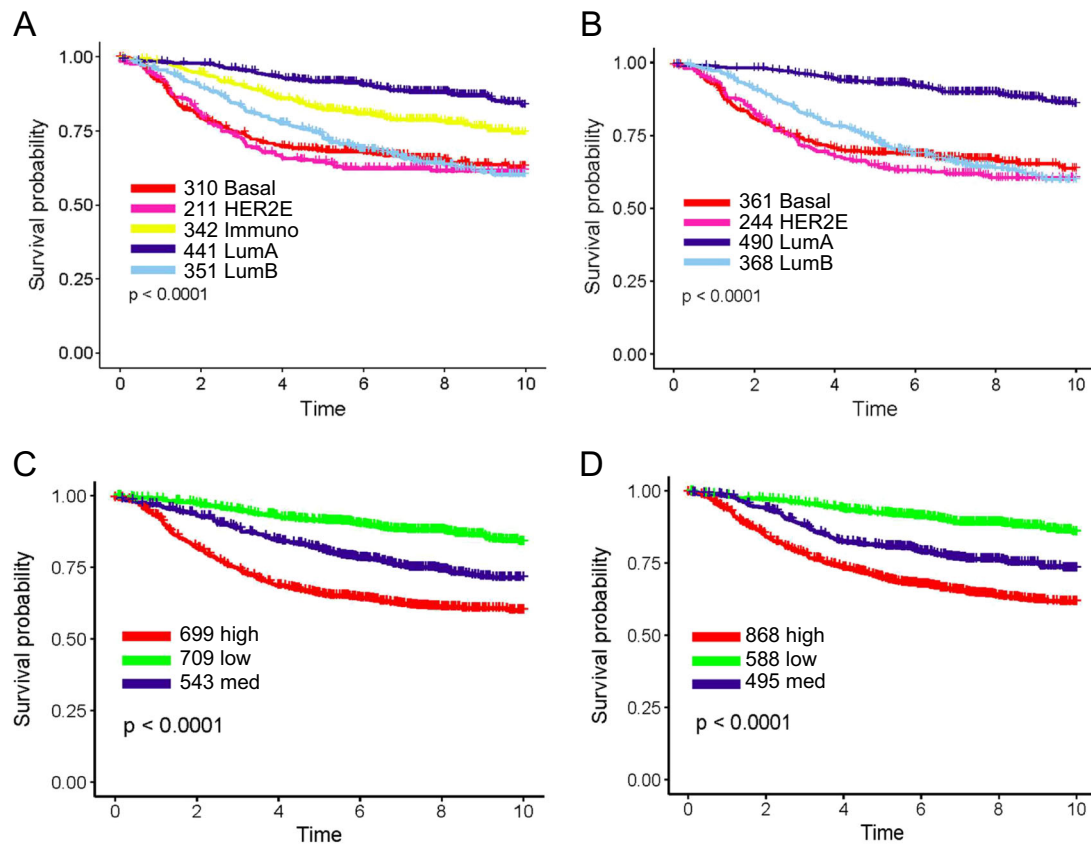 A
Survival probability
1.00
0.75
0.50
0.25
0.00
310 Basal
211 HER2E
342 Immuno
441 LumA
351 LumB
p < 0.0001
0 2 4 6 8 10
Time
B
Survival probability
1.00
0.75
0.50
0.25
0.00
361 Basal
244 HER2E
490 LumA
368 LumB
p < 0.0001
0 2 4 6 8 10
Time
C
Survival probability
1.00
0.75
0.50
0.25
0.00
699 high
709 low
543 med
p < 0.0001
0 2 4 6 8 10
Time
D
Survival probability
1.00
0.75
0.50
0.25
0.00
868 high
588 low
495 med
p < 0.0001
0 2 4 6 8 10
Time